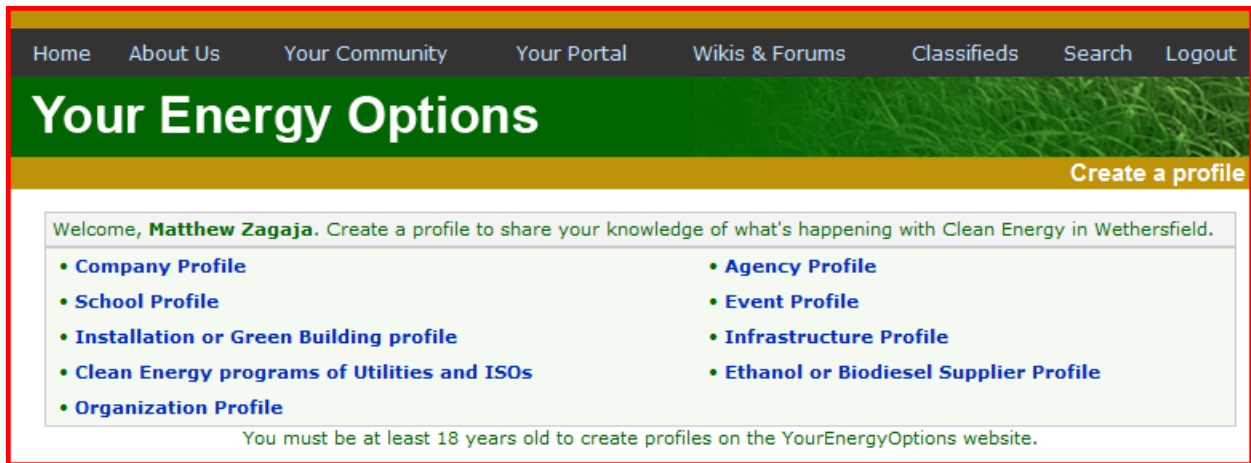 Home About Us Your Community Your Portal Wikis & Forums Classifieds Search Logout
Your Energy Options
Create a profile
Welcome, Matthew Zagaja. Create a profile to share your knowledge of what's happening with Clean Energy in Wethersfield.
• Company Profile • Agency Profile
• School Profile • Event Profile
• Installation or Green Building profile • Infrastructure Profile
• Clean Energy programs of Utilities and ISOs • Ethanol or Biodiesel Supplier Profile
• Organization Profile
You must be at least 18 years old to create profiles on the YourEnergyOptions website.